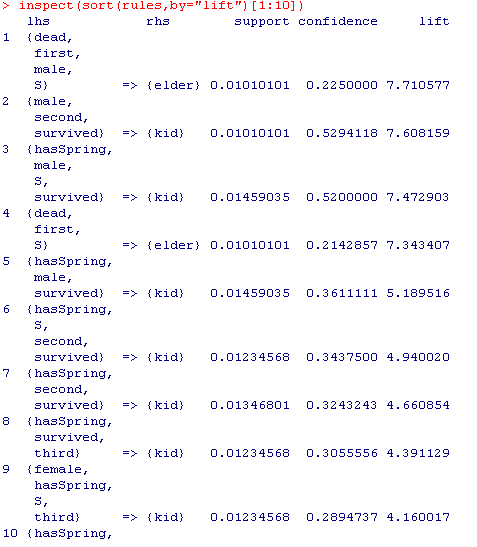 > inspect(sort(rules,by="lift")[1:10])
   lhs            rhs        support confidence     lift
1  {dead,
    first,
    male,
    S}         => {elder} 0.01010101  0.2250000 7.710577
2  {male,
    second,
    survived}  => {kid}   0.01010101  0.5294118 7.608159
3  {hasSpring,
    male,
    S,
    survived}  => {kid}   0.01459035  0.5200000 7.472903
4  {dead,
    first,
    S}         => {elder} 0.01010101  0.2142857 7.343407
5  {hasSpring,
    male,
    survived}  => {kid}   0.01459035  0.3611111 5.189516
6  {hasSpring,
    S,
    second,
    survived}  => {kid}   0.01234568  0.3437500 4.940020
7  {hasSpring,
    second,
    survived}  => {kid}   0.01346801  0.3243243 4.660854
8  {hasSpring,
    survived,
    third}     => {kid}   0.01234568  0.3055556 4.391129
9  {female,
    hasSpring,
    S,
    third}     => {kid}   0.01234568  0.2894737 4.160017
10 {hasSpring,